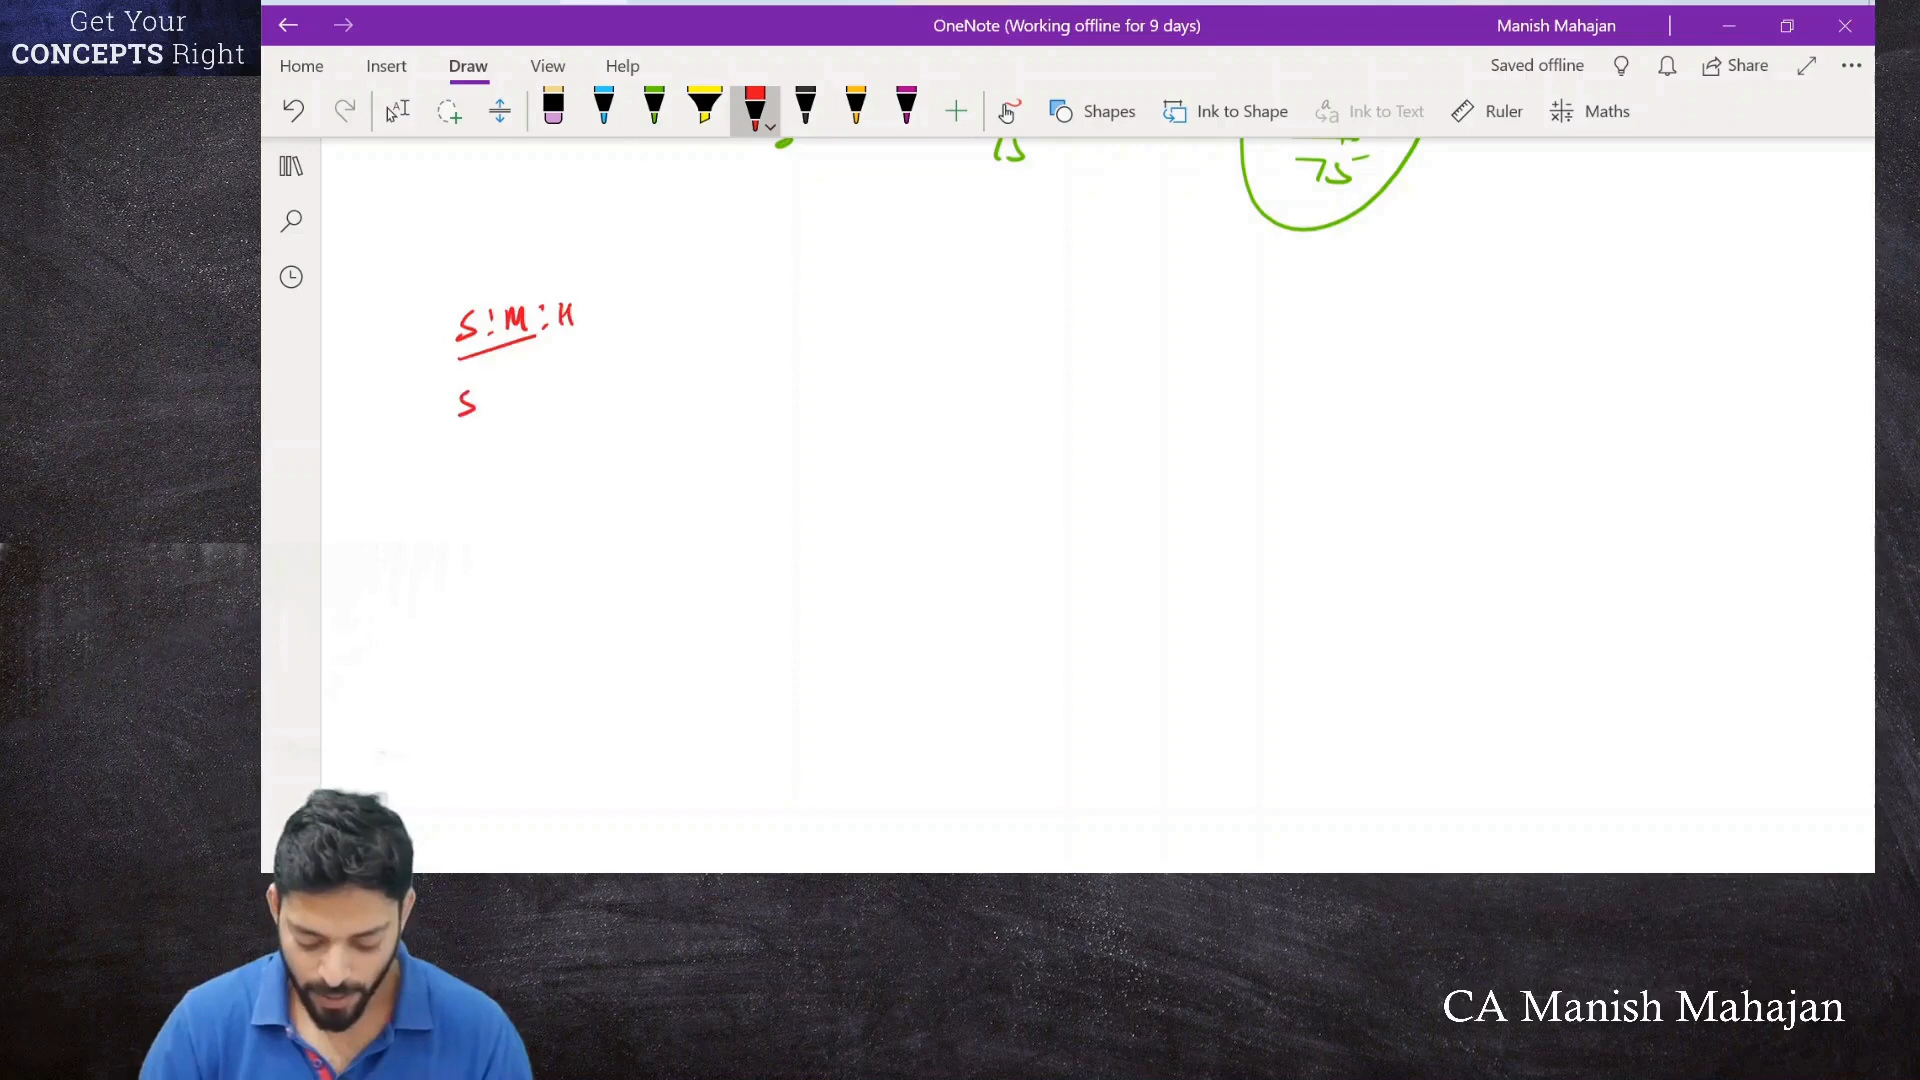 Get Your
CONCEPTS Right
OneNote (Working offline for 9 days)
Manish Mahajan
Home Insert Draw View Help
Saved offline
Share
Shapes
Ink to Shape
Ink to Text
Ruler
Maths
15
75
S:M:H
S
CA Manish Mahajan